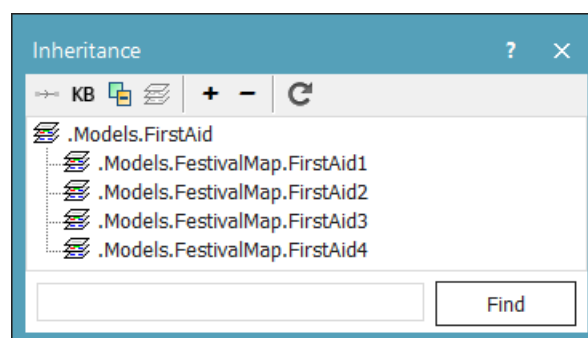 Inheritance ? ×
KB + −
.Models.FirstAid
.Models.FestivalMap.FirstAid1
.Models.FestivalMap.FirstAid2
.Models.FestivalMap.FirstAid3
.Models.FestivalMap.FirstAid4
Find